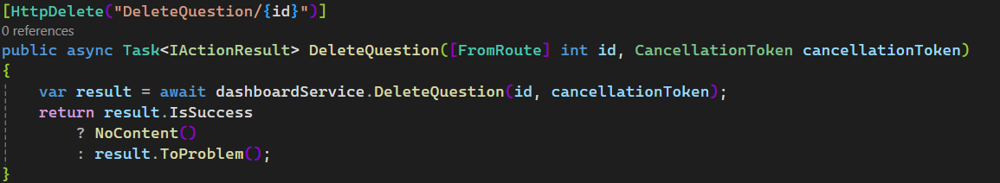 [HttpDelete("DeleteQuestion/{id}")]
0 references
public async Task<IActionResult> DeleteQuestion([FromRoute] int id, CancellationToken cancellationToken)
{
    var result = await dashboardService.DeleteQuestion(id, cancellationToken);
    return result.IsSuccess
        ? NoContent()
        : result.ToProblem();
}